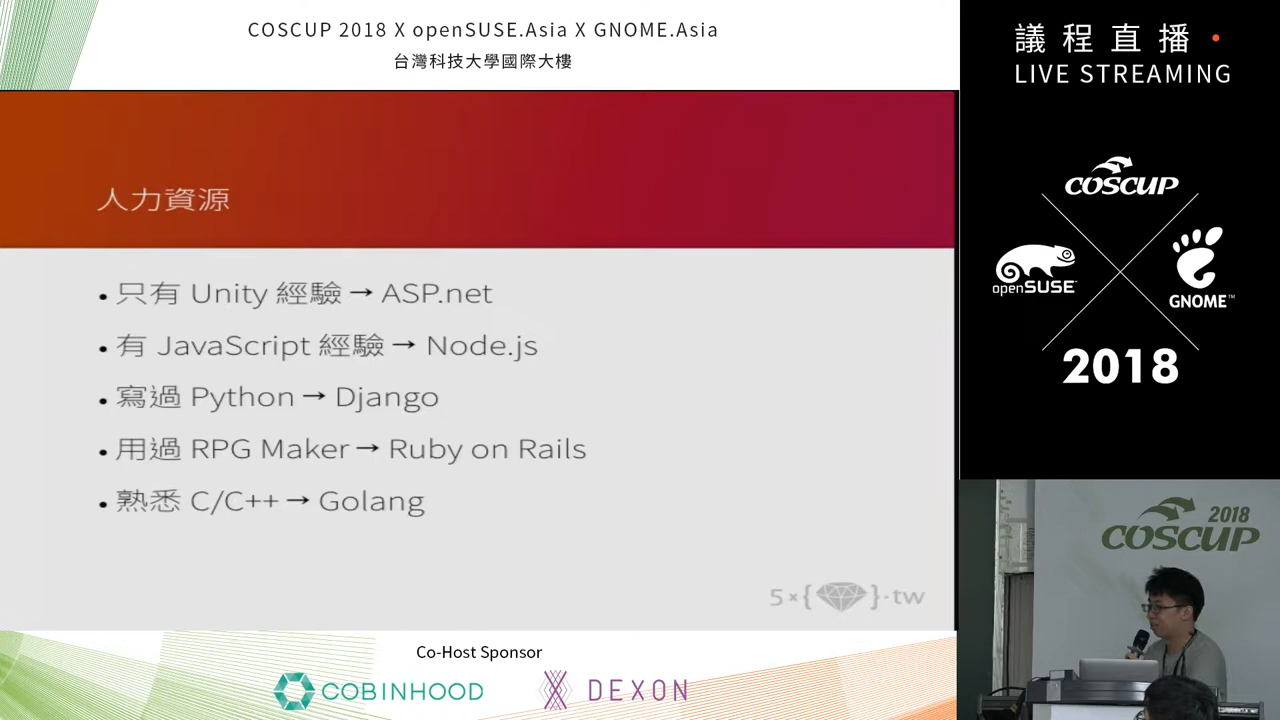 COSCUP 2018 X openSUSE.Asia X GNOME.Asia
台灣科技大學國際大樓
議程直播
LIVE STREAMING
COSCUP
openSUSE
GNOME™
2018
人力資源
• 只有 Unity 經驗 → ASP.net
• 有 JavaScript 經驗 → Node.js
• 寫過 Python → Django
• 用過 RPG Maker → Ruby on Rails
• 熟悉 C/C++ → Golang
5×{ }·tw
2018
COSCUP
Co-Host Sponsor
COBINHOOD
DEXON